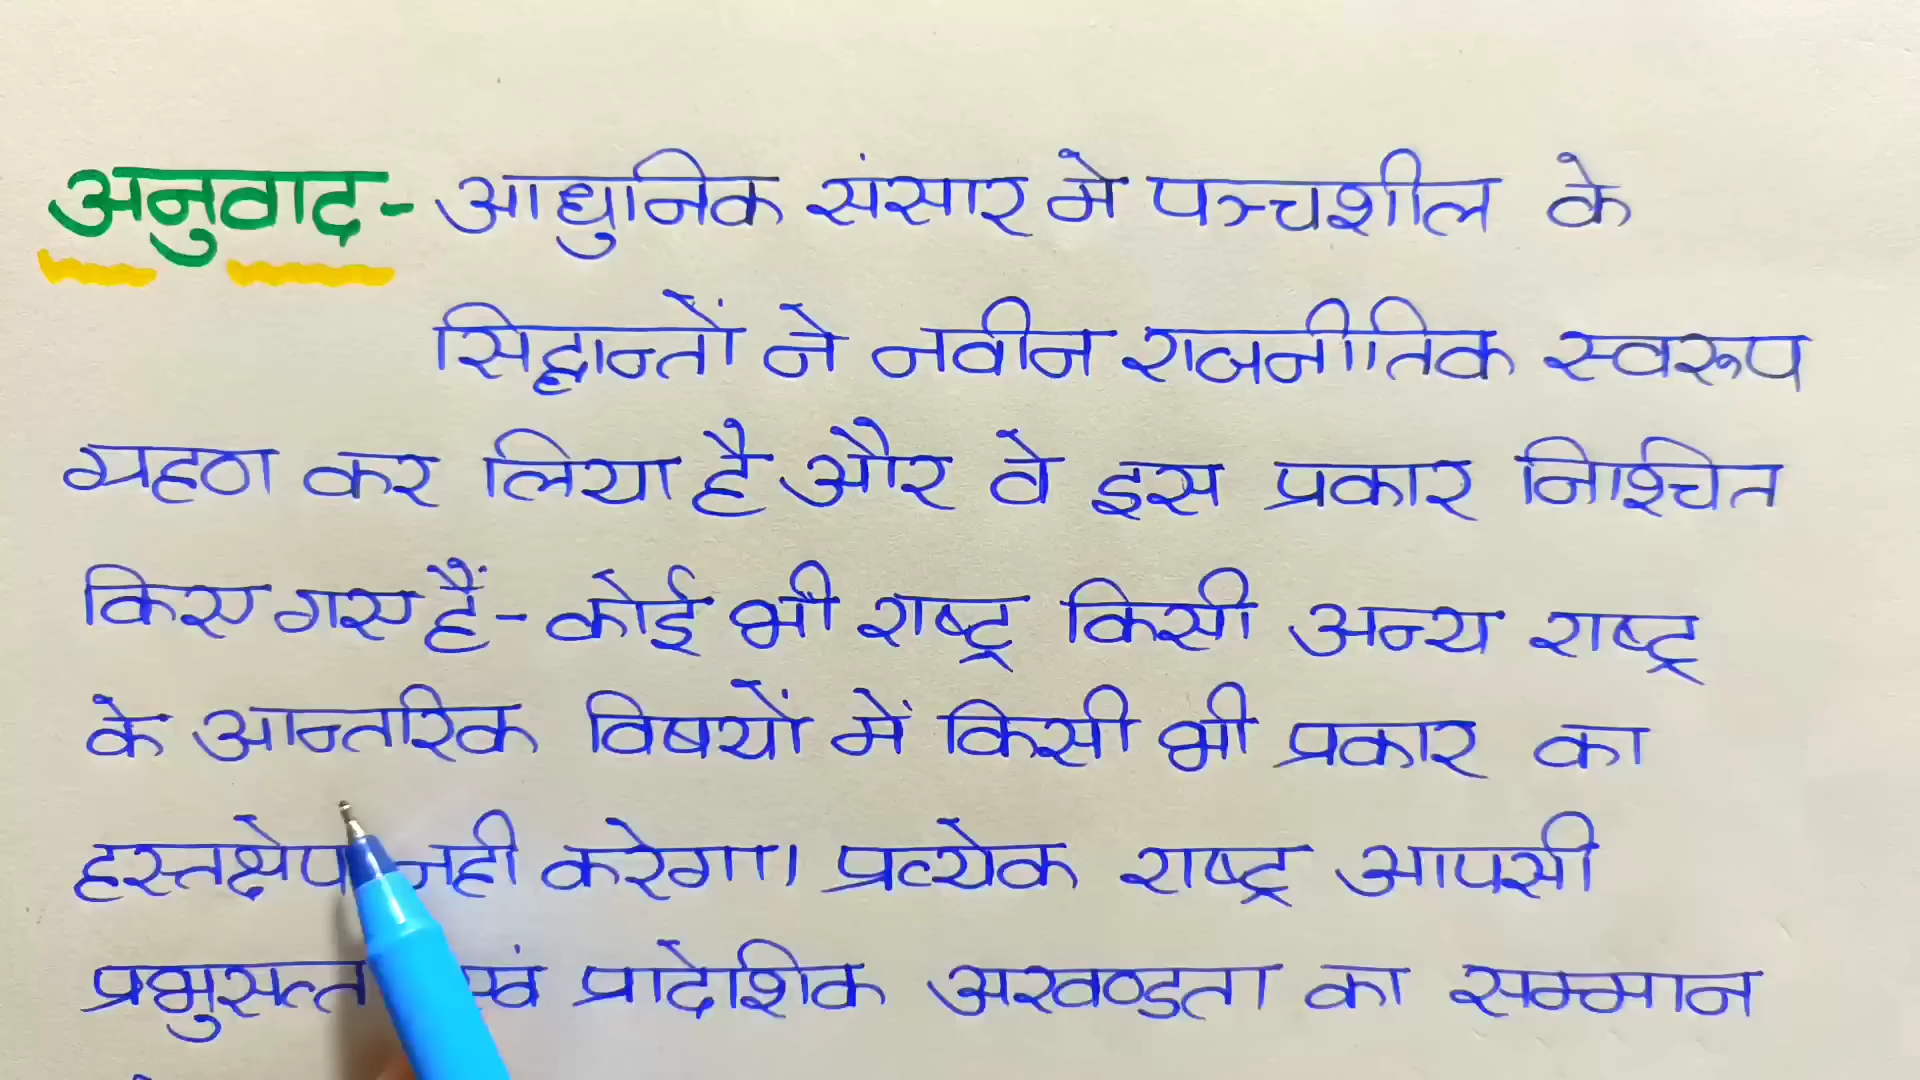 अनुवाद- आधुनिक संसार मे पञ्चशील के
सिद्धान्तों ने नवीन राजनीतिक स्वरूप
ग्रहण कर लिया है और वे इस प्रकार निश्चित
किए गए हैं- कोई भी राष्ट्र किसी अन्य राष्ट्र
के आन्तरिक विषयों में किसी भी प्रकार का
हस्तक्षेप नही करेगा। प्रत्येक राष्ट्र आपसी
प्रभुसत्ता एवं प्रादेशिक अखण्डता का सम्मान